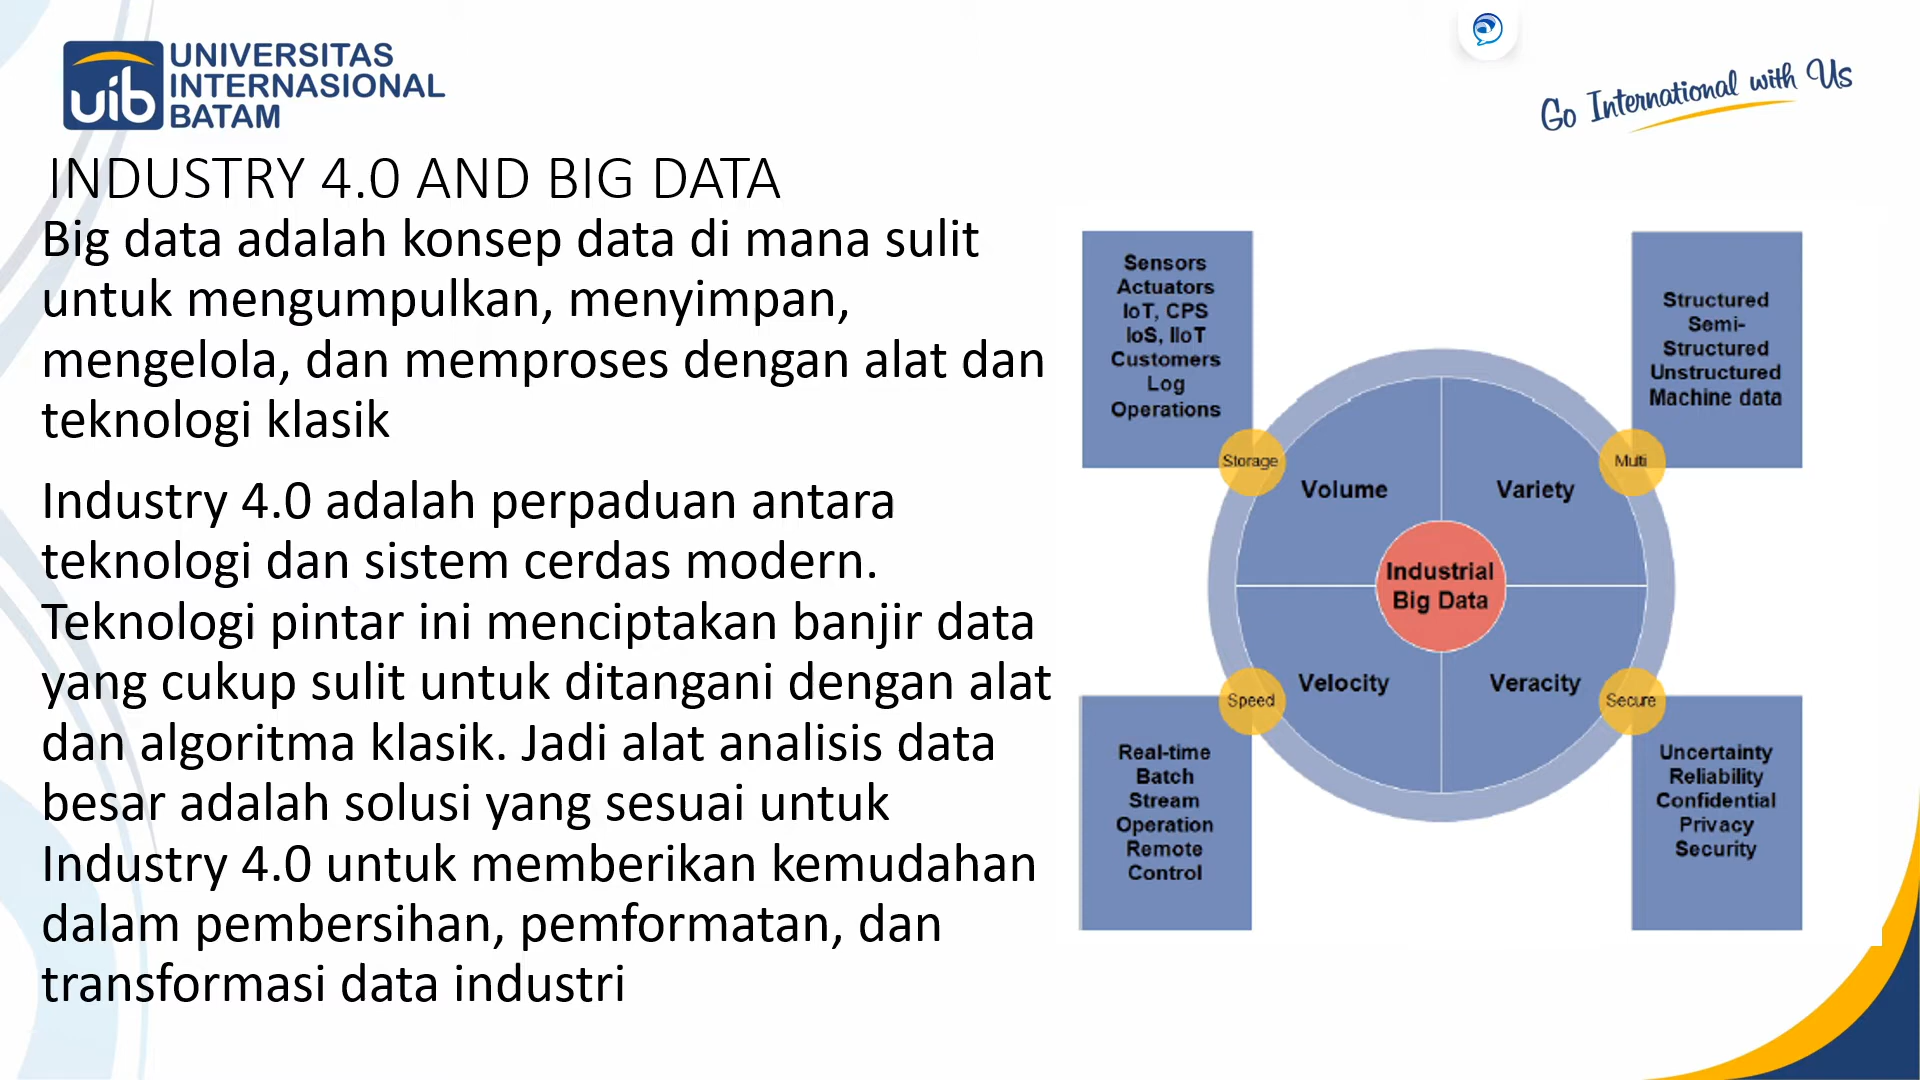 UNIVERSITAS
INTERNASIONAL
BATAM
uib
Go International with Us
INDUSTRY 4.0 AND BIG DATA
Big data adalah konsep data di mana sulit
untuk mengumpulkan, menyimpan,
mengelola, dan memproses dengan alat dan
teknologi klasik
Industry 4.0 adalah perpaduan antara
teknologi dan sistem cerdas modern.
Teknologi pintar ini menciptakan banjir data
yang cukup sulit untuk ditangani dengan alat
dan algoritma klasik. Jadi alat analisis data
besar adalah solusi yang sesuai untuk
Industry 4.0 untuk memberikan kemudahan
dalam pembersihan, pemformatan, dan
transformasi data industri
Sensors
Actuators
IoT, CPS
IoS, IIoT
Customers
Log
Operations
Structured
Semi-
Structured
Unstructured
Machine data
Storage
Multi
Volume
Variety
Industrial
Big Data
Velocity
Veracity
Speed
Secure
Real-time
Batch
Stream
Operation
Remote
Control
Uncertainty
Reliability
Confidential
Privacy
Security